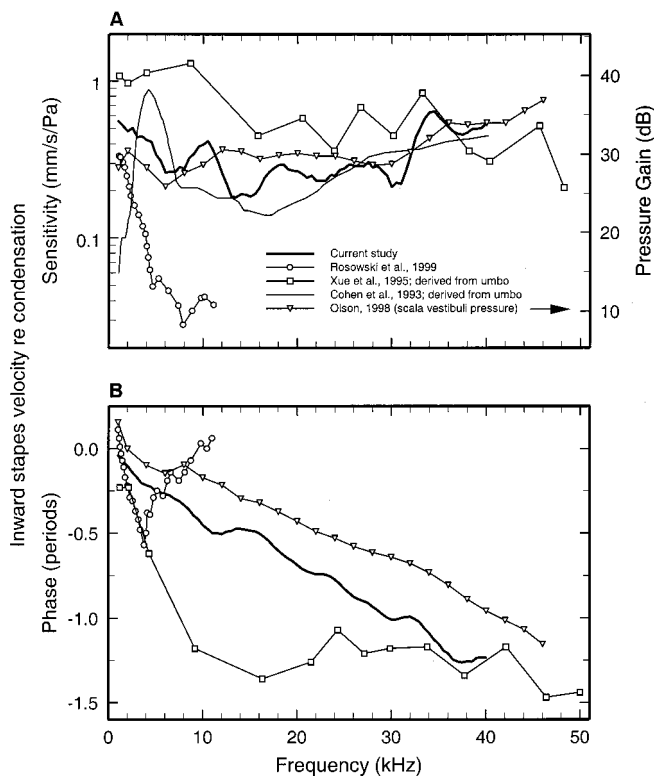 A
1
0.1
Sensitivity (mm/s/Pa)
40
30
20
10
Pressure Gain (dB)
Current study
Rosowski et al., 1999
Xue et al., 1995; derived from umbo
Cohen et al., 1993; derived from umbo
Olson, 1998 (scala vestibuli pressure)
Inward stapes velocity re condensation
B
0.0
-0.5
-1.0
-1.5
Phase (periods)
0 10 20 30 40 50
Frequency (kHz)